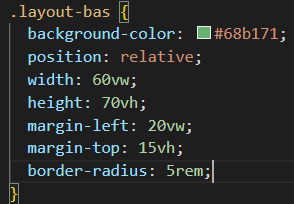 .layout-bas {
background-color: #68b171;
position: relative;
width: 60vw;
height: 70vh;
margin-left: 20vw;
margin-top: 15vh;
border-radius: 5rem;
}